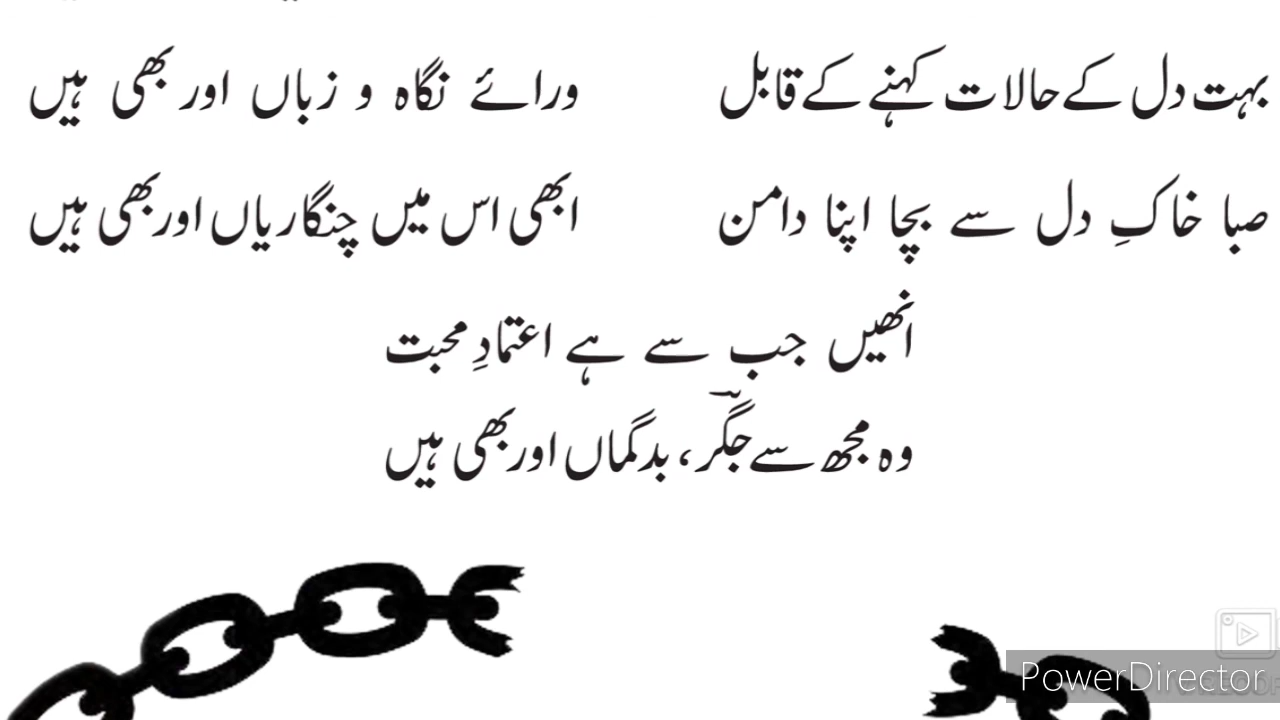 بہت دل کے حالات کہنے کے قابل ورائے نگاہ و زباں اور بھی ہیں
صبا خاکِ دل سے بچا اپنا دامن ابھی اس میں چنگاریاں اور بھی ہیں
انھیں جب سے ہے اعتمادِ محبت
وہ مجھ سے جگرؔ، بدگماں اور بھی ہیں
PowerDirector